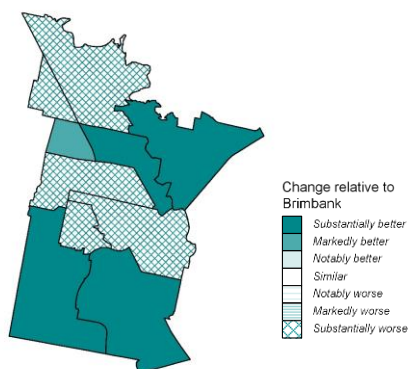 Change relative to
Brimbank
Substantially better
Markedly better
Notably better
Similar
Notably worse
Markedly worse
Substantially worse